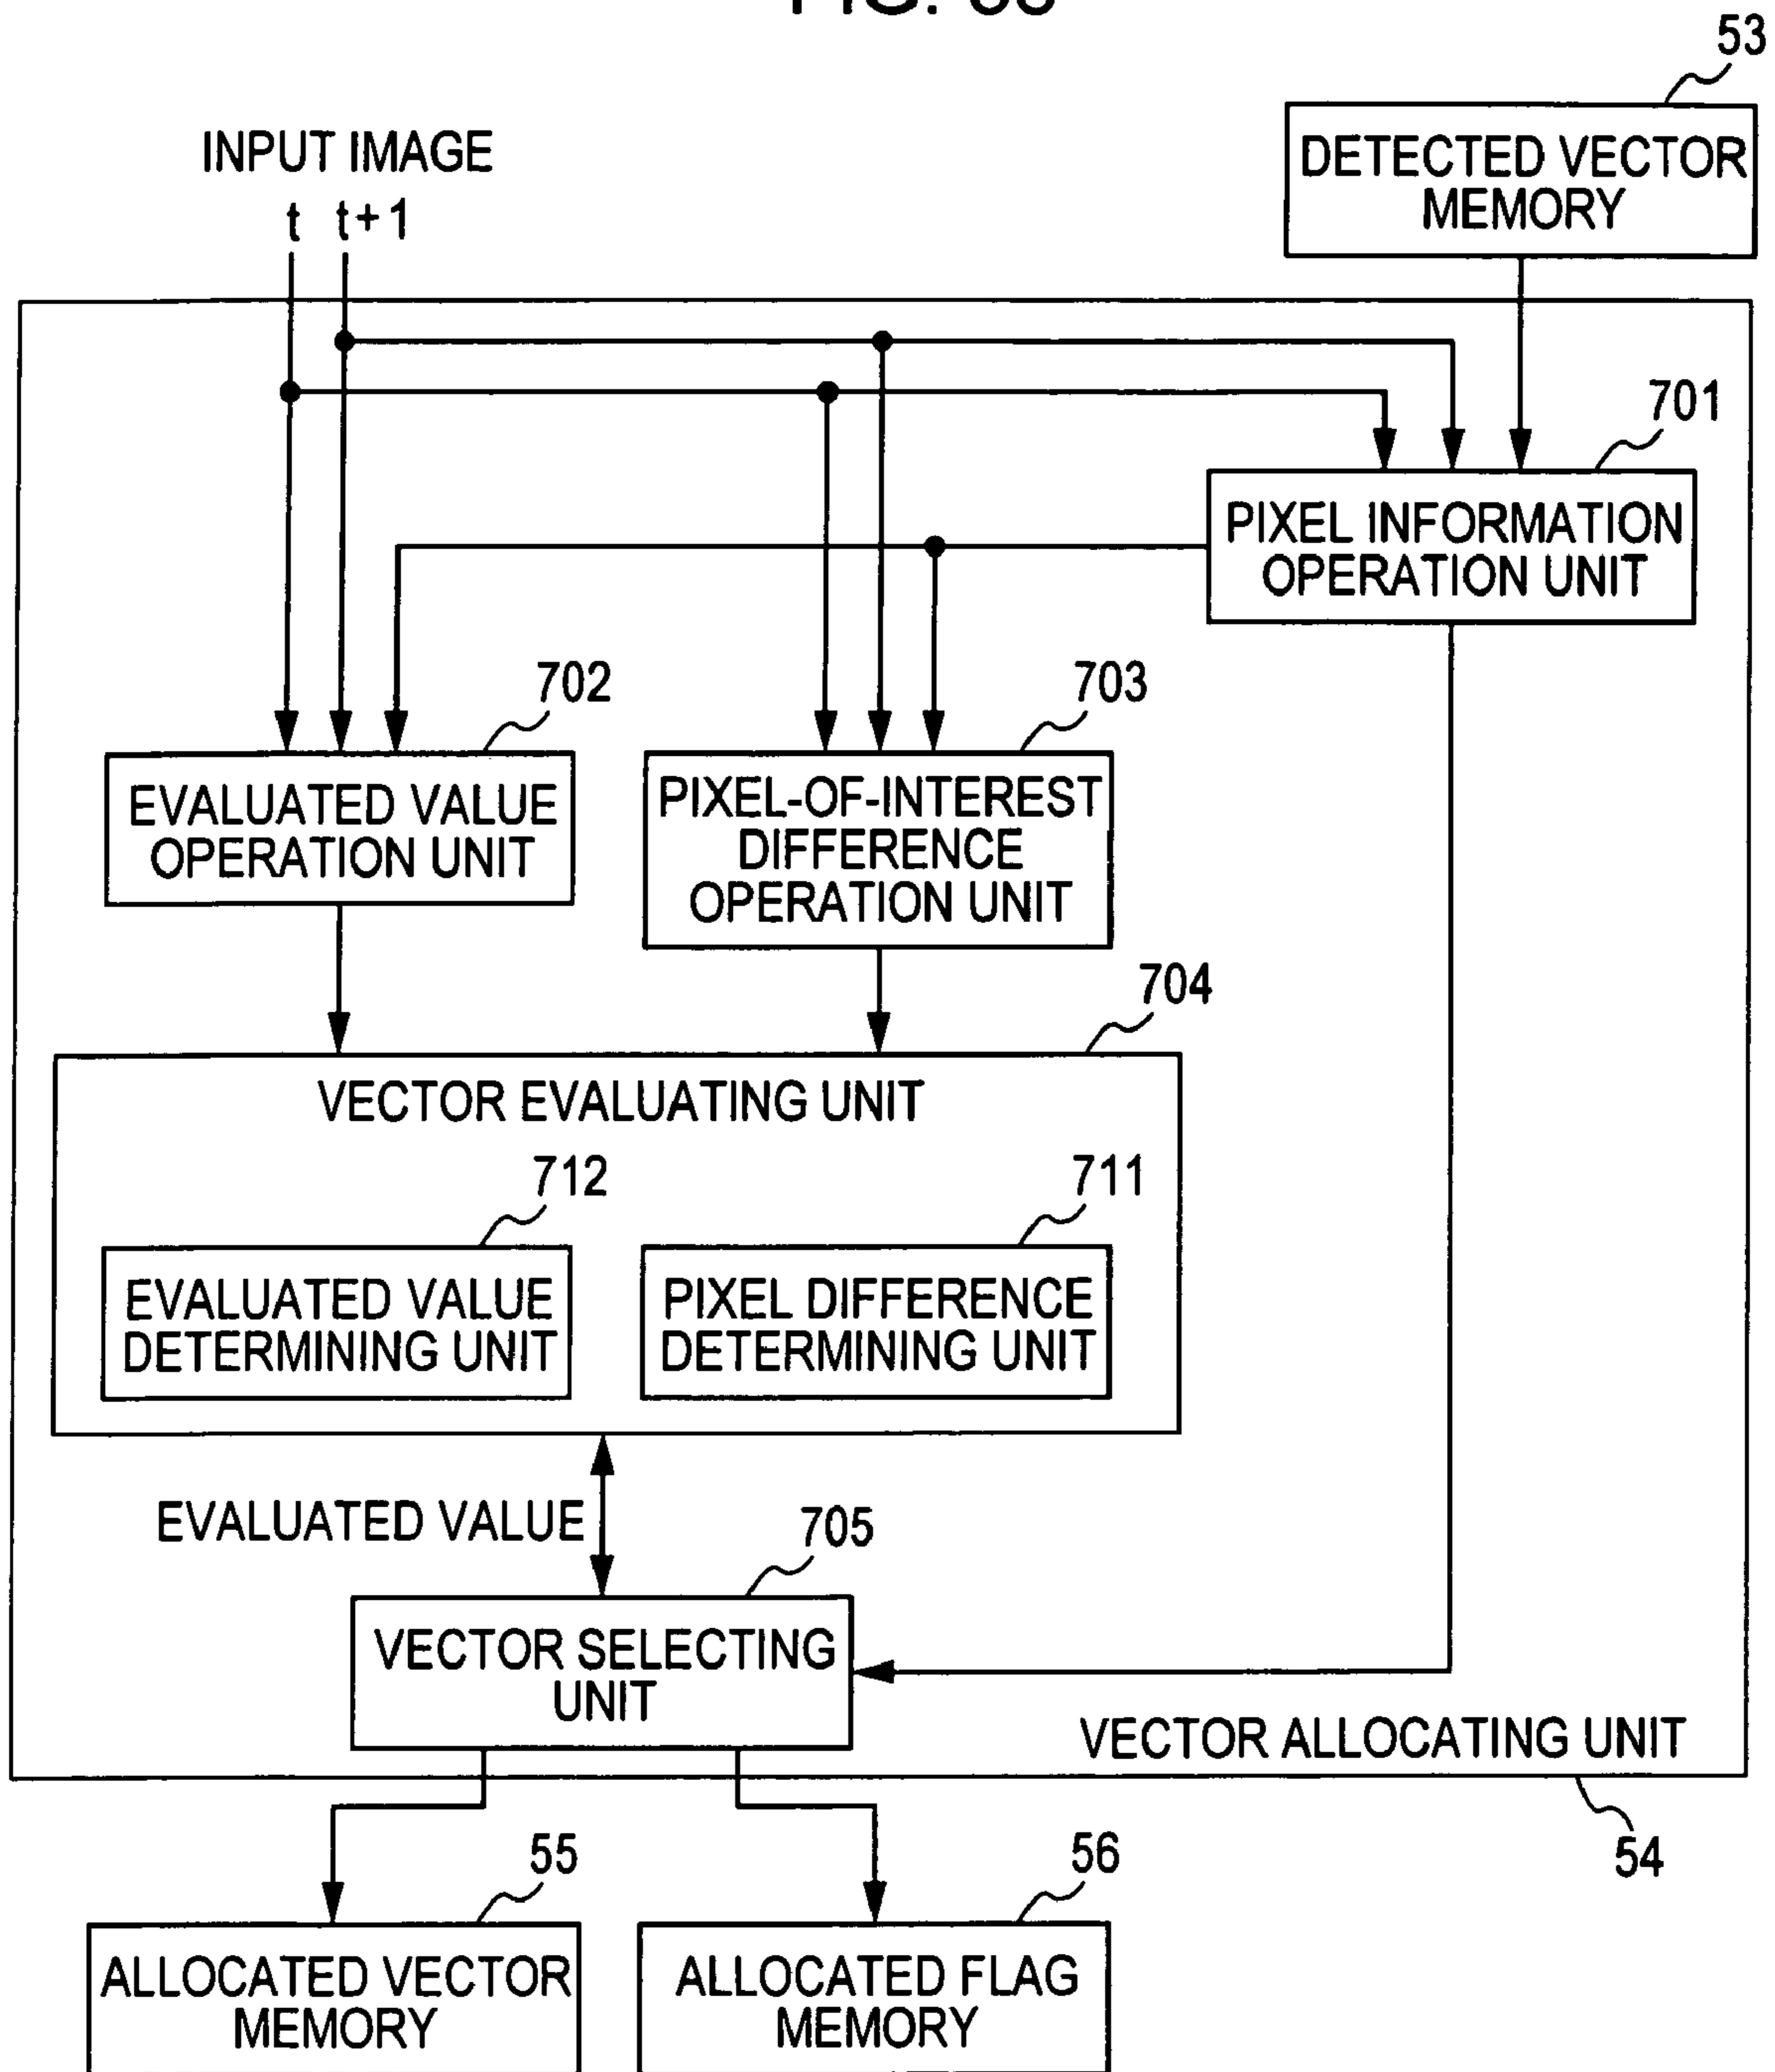 53
INPUT IMAGE
t t+1
DETECTED VECTOR
MEMORY
701
PIXEL INFORMATION
OPERATION UNIT
702
703
EVALUATED VALUE
OPERATION UNIT
PIXEL-OF-INTEREST
DIFFERENCE
OPERATION UNIT
704
VECTOR EVALUATING UNIT
712
711
EVALUATED VALUE
DETERMINING UNIT
PIXEL DIFFERENCE
DETERMINING UNIT
EVALUATED VALUE
705
VECTOR SELECTING
UNIT
VECTOR ALLOCATING UNIT
54
55
56
ALLOCATED VECTOR
MEMORY
ALLOCATED FLAG
MEMORY